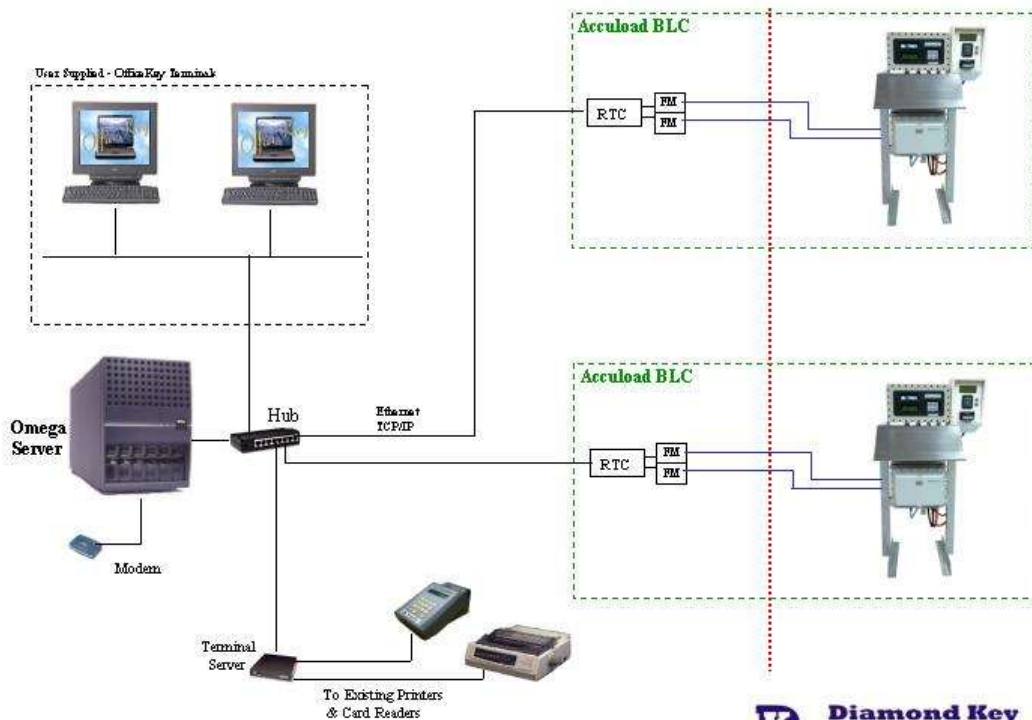 Accuload BLC
User Supplied - OfficeKey Terminals
RTC
FM
FM
Accuload BLC
Omega
Server
Hub
Ethernet
TCP/IP
RTC
FM
FM
Modem
Terminal
Server
To Existing Printers
& Card Readers
Diamond Key